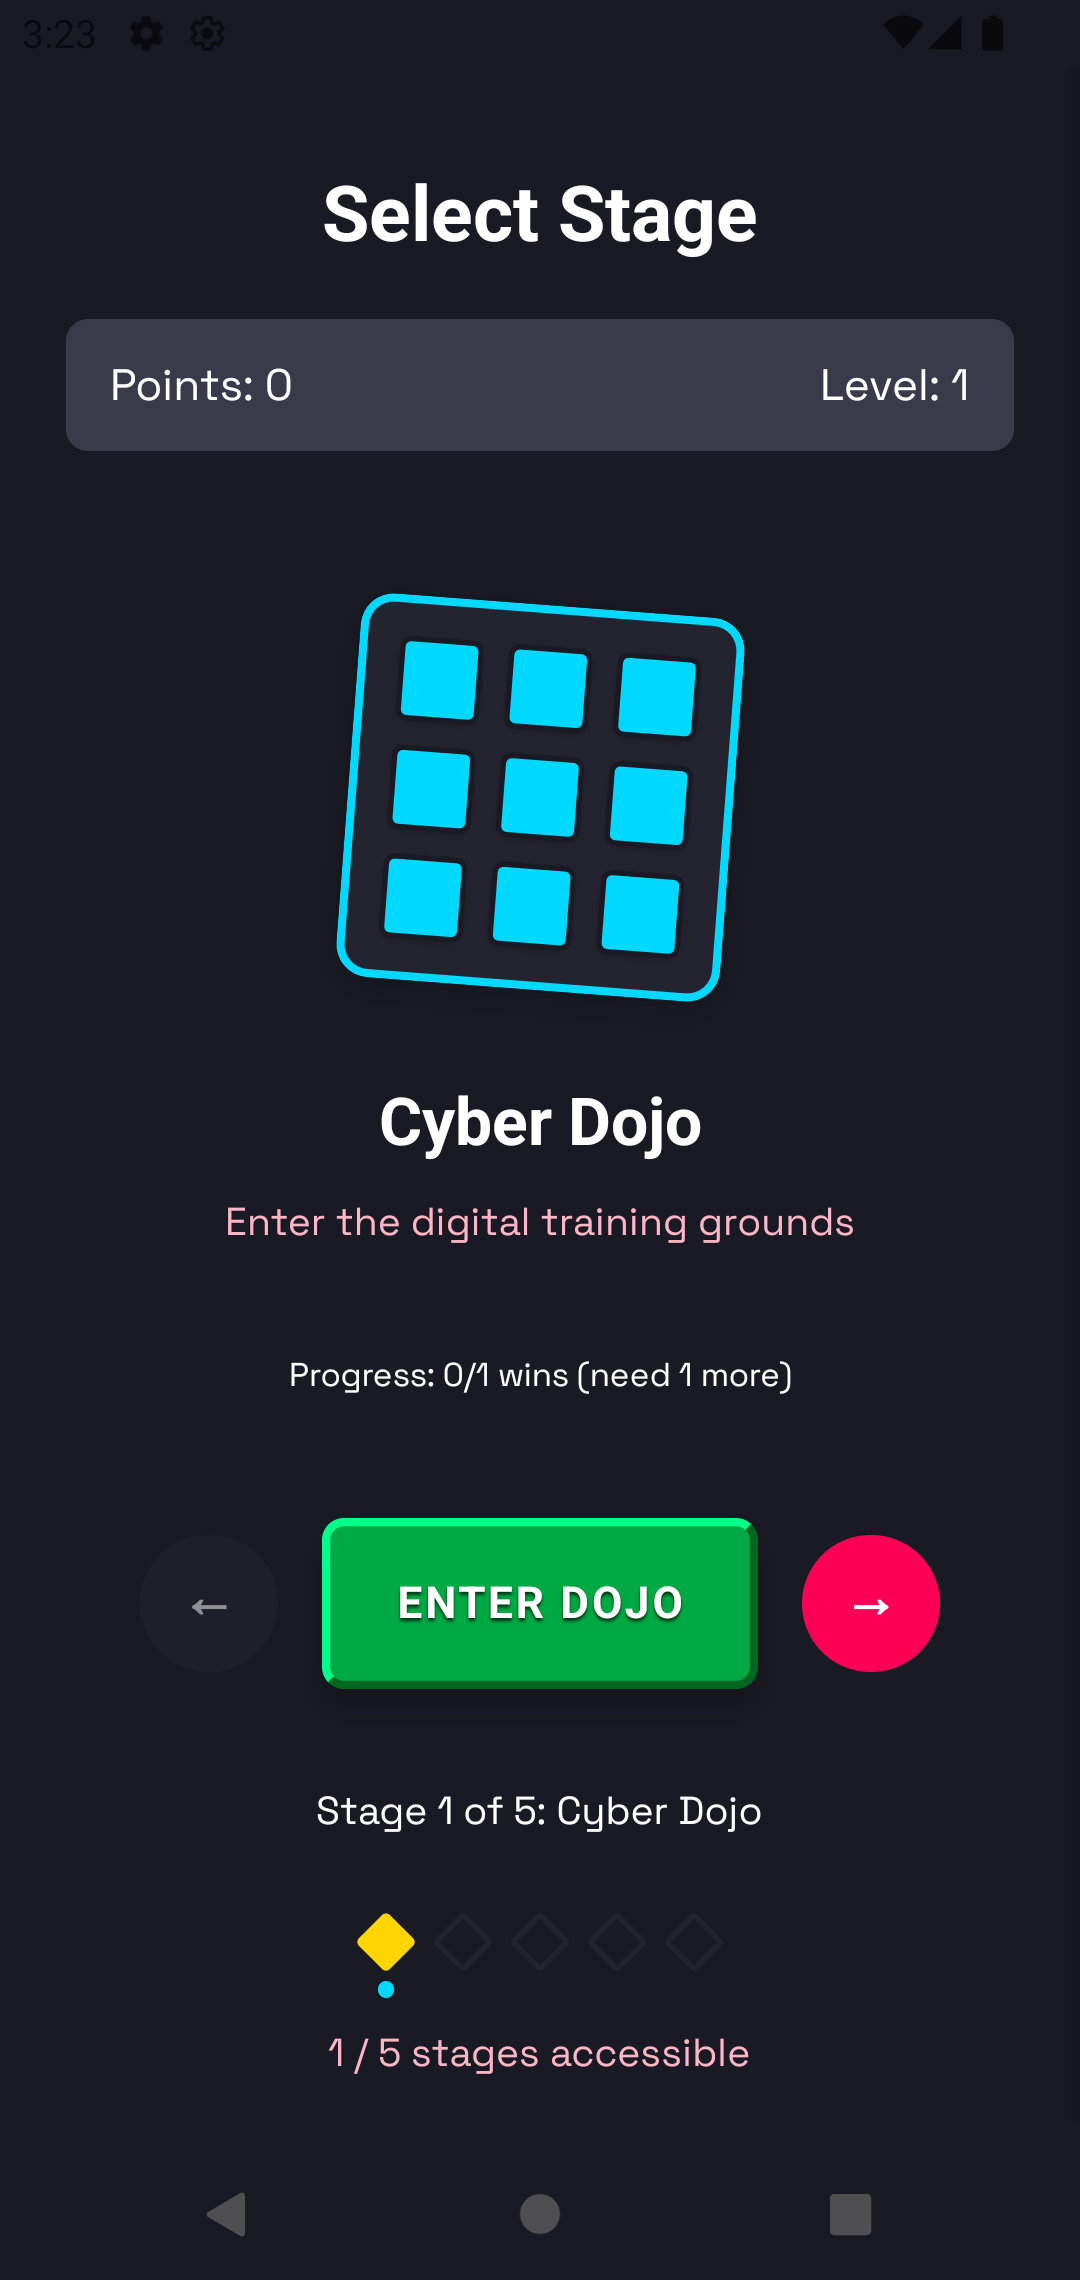 3:23
Select Stage
Points: 0
Level: 1
Cyber Dojo
Enter the digital training grounds
Progress: 0/1 wins (need 1 more)
←
ENTER DOJO
→
Stage 1 of 5: Cyber Dojo
1 / 5 stages accessible